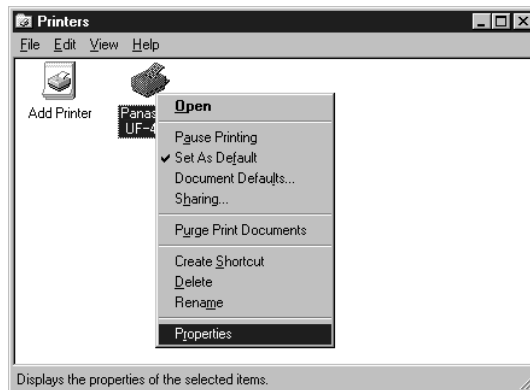 Printers
File Edit View Help
Add Printer
Panas
UF-4
Open
Pause Printing
Set As Default
Document Defaults...
Sharing...
Purge Print Documents
Create Shortcut
Delete
Rename
Properties
Displays the properties of the selected items.